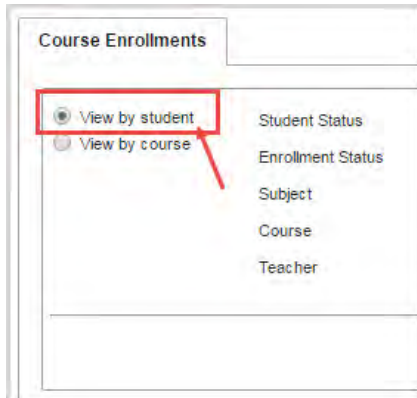 Course Enrollments
View by student
View by course
Student Status
Enrollment Status
Subject
Course
Teacher